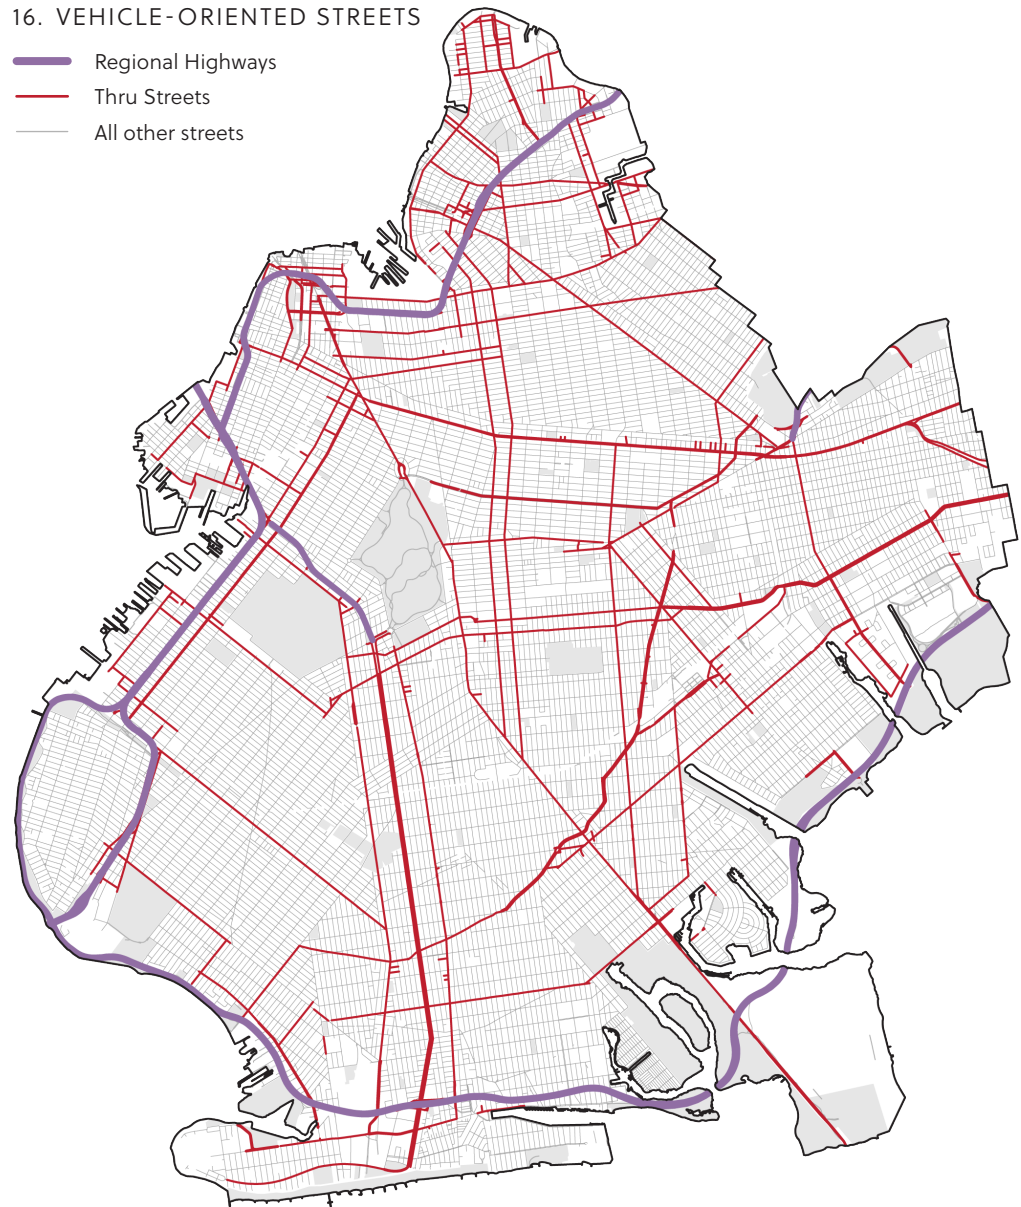 16. VEHICLE-ORIENTED STREETS
Regional Highways
Thru Streets
All other streets